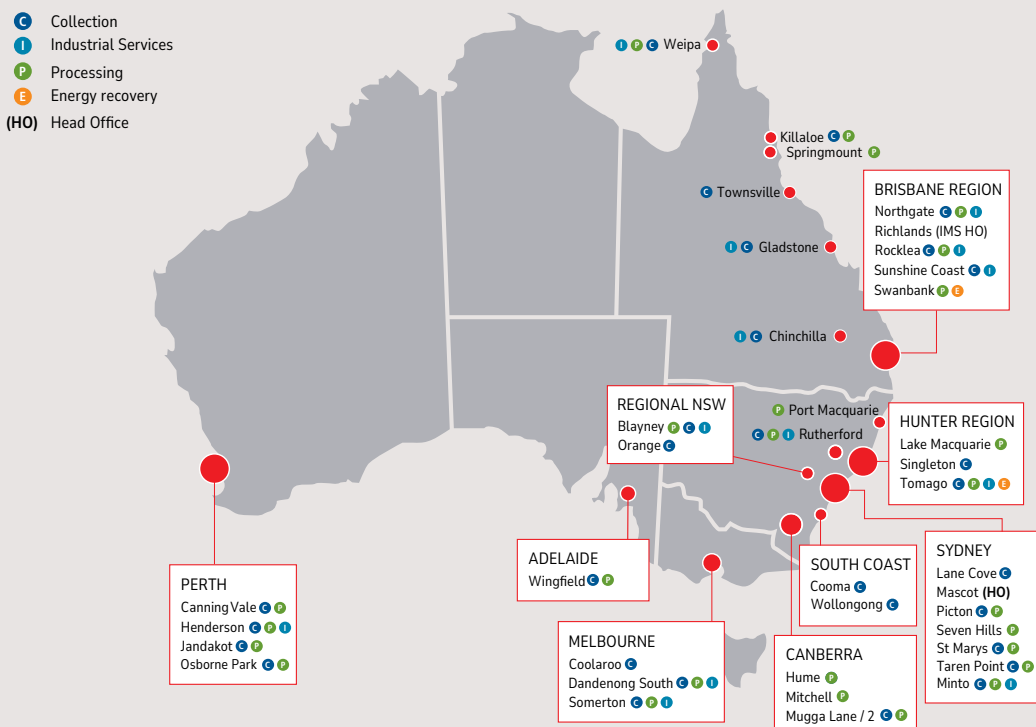 C Collection
I Industrial Services
P Processing
E Energy recovery
(HO) Head Office
I P C Weipa
Killaloe C P
Springmount P
C Townsville
I C Gladstone
I C Chinchilla
BRISBANE REGION
Northgate C P I
Richlands (IMS HO)
Rocklea C P I
Sunshine Coast C I
Swanbank P E
REGIONAL NSW
Blayney P C I
Orange C
P Port Macquarie
C P I Rutherford
HUNTER REGION
Lake Macquarie P
Singleton C
Tomago C P I E
PERTH
Canning Vale C P
Henderson C P I
Jandakot C P
Osborne Park C P
ADELAIDE
Wingfield C P
MELBOURNE
Coolaroo C
Dandenong South C P I
Somerton C P I
SOUTH COAST
Cooma C
Wollongong C
CANBERRA
Hume P
Mitchell P
Mugga Lane / 2 C P
SYDNEY
Lane Cove C
Mascot (HO)
Picton C P
Seven Hills P
St Marys C P
Taren Point C P
Minto C P I